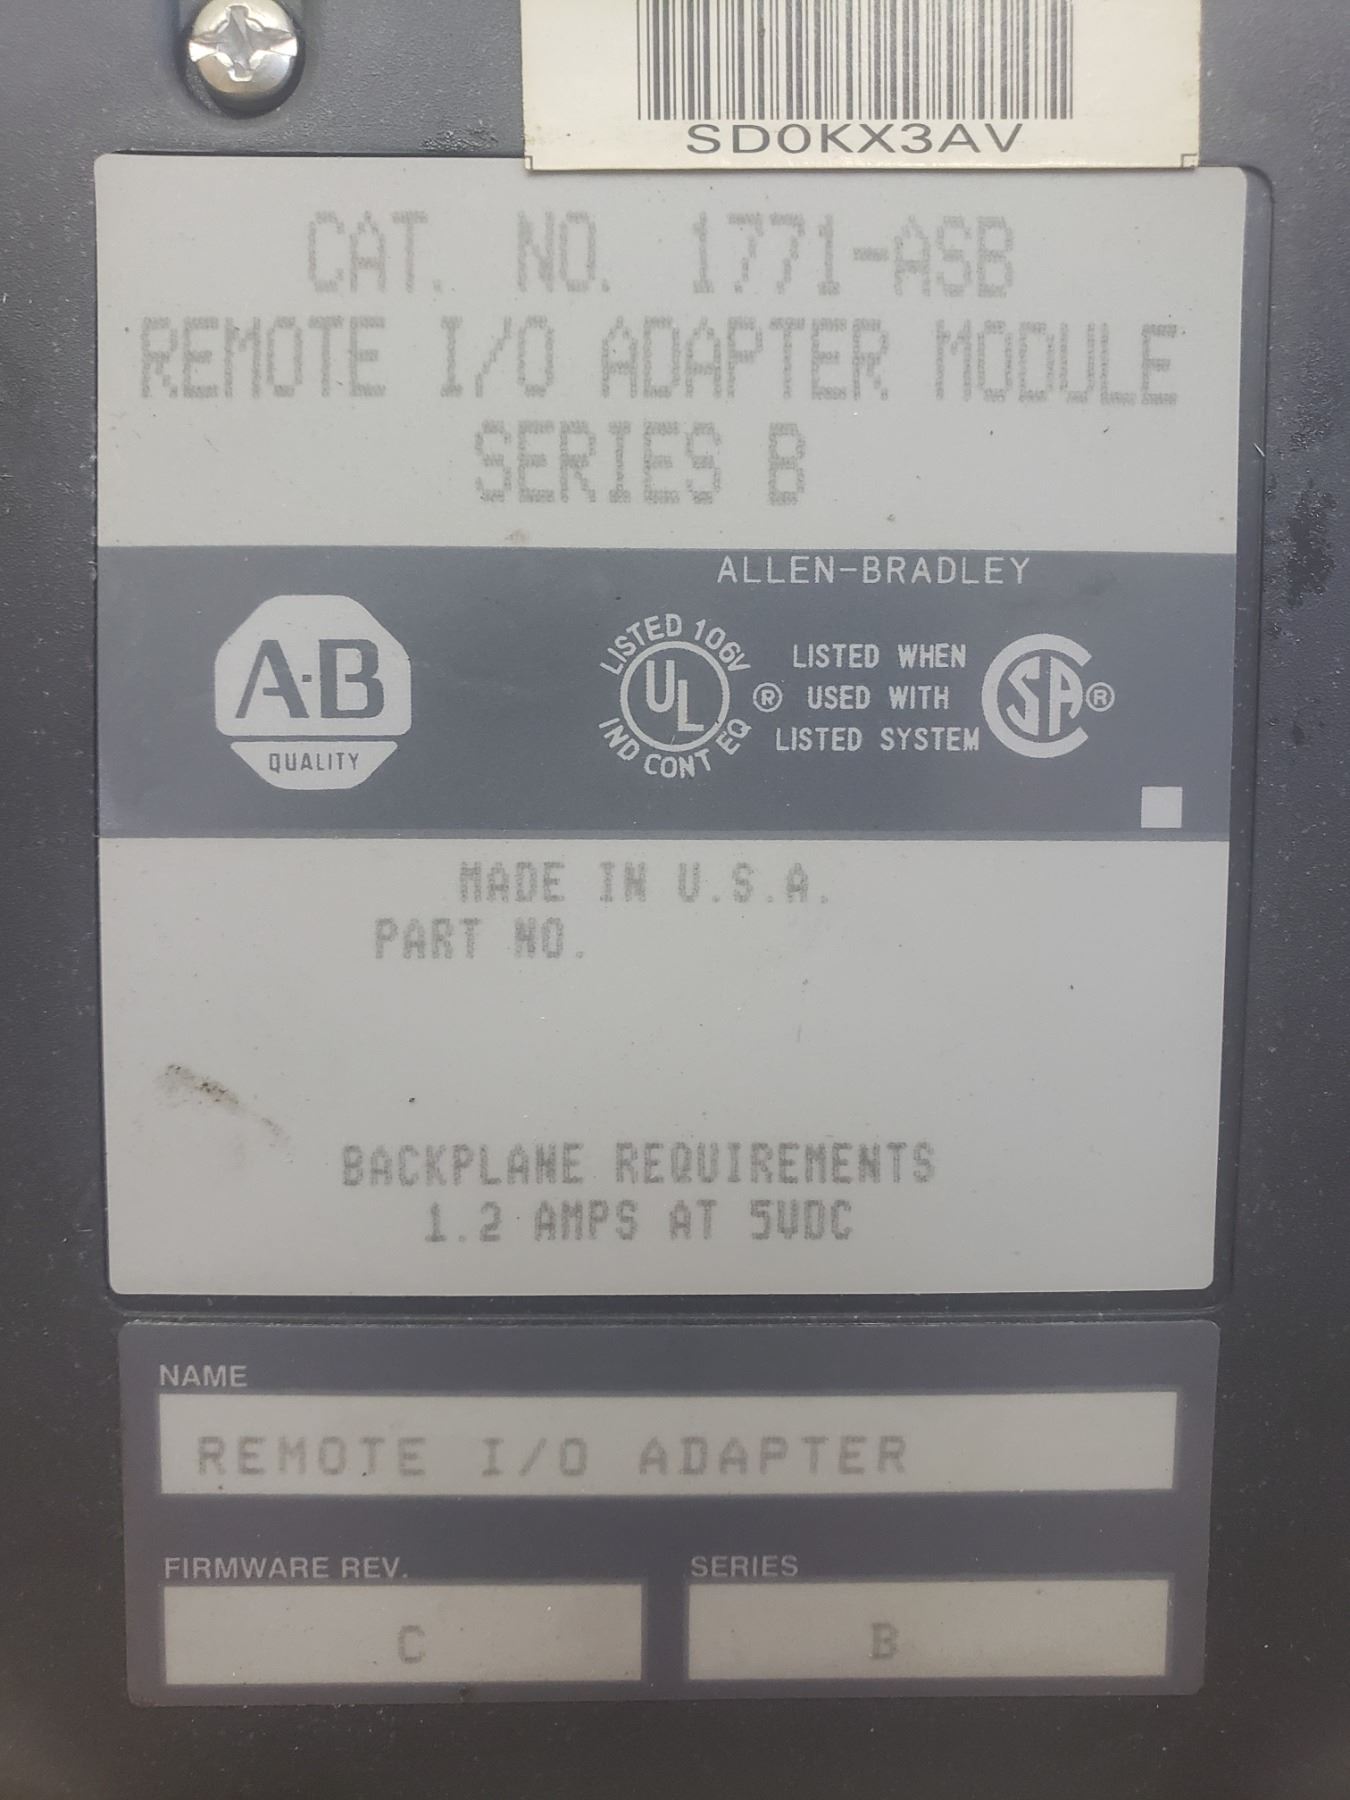 SD0KX3AV
CAT. NO. 1771-ASB
REMOTE I/O ADAPTER MODULE
SERIES B
ALLEN-BRADLEY
A-B
QUALITY
LISTED 106V
UL
IND CONT EQ
®
LISTED WHEN
USED WITH
LISTED SYSTEM
SA
®
MADE IN U.S.A.
PART NO.
BACKPLANE REQUIREMENTS
1.2 AMPS AT 5VDC
NAME
REMOTE I/O ADAPTER
FIRMWARE REV. SERIES
C B